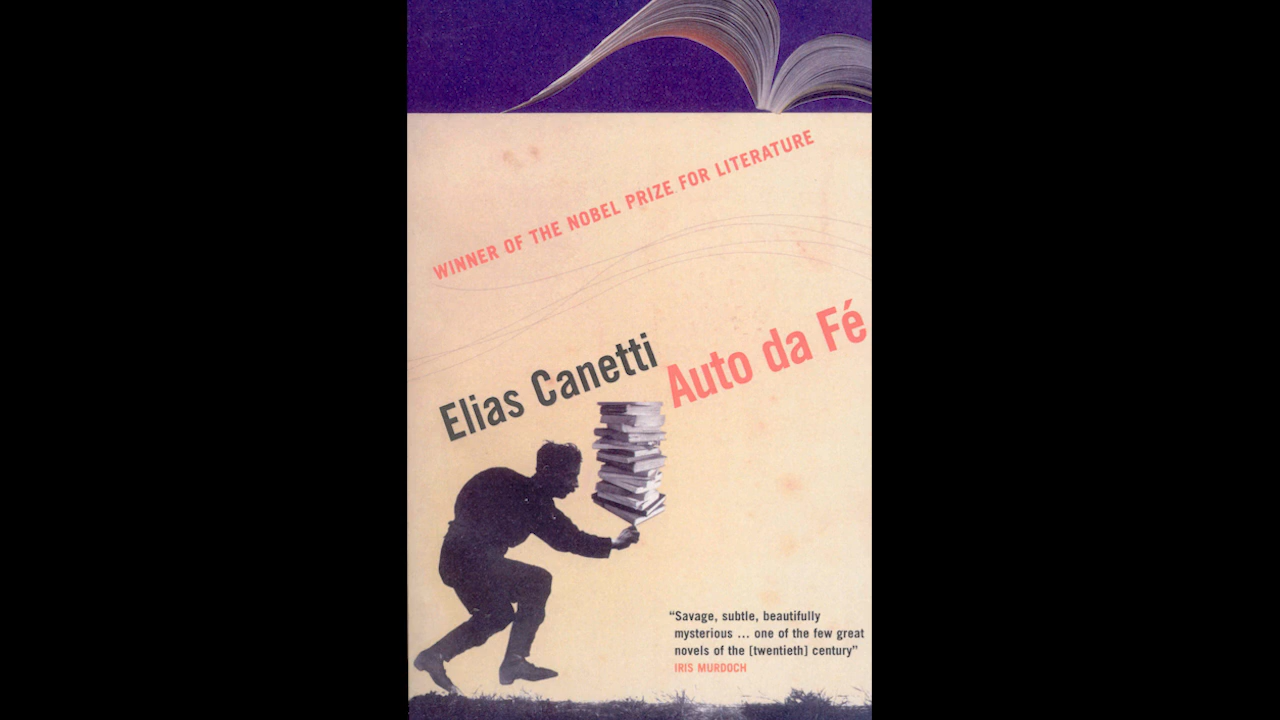 WINNER OF THE NOBEL PRIZE FOR LITERATURE
Elias Canetti Auto da Fé
“Savage, subtle, beautifully
mysterious ... one of the few great
novels of the [twentieth] century”
IRIS MURDOCH